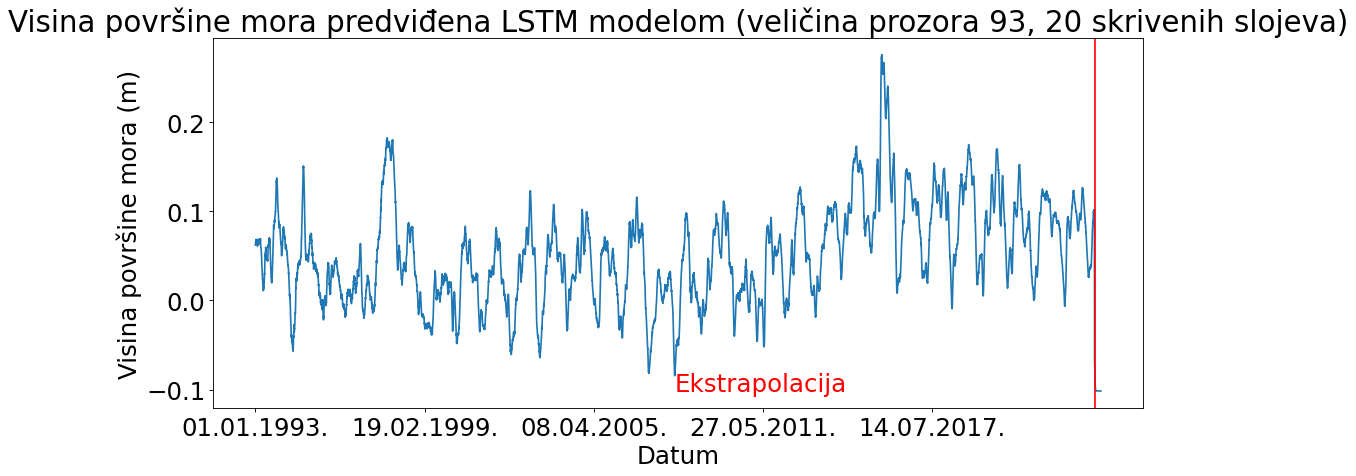 Visina površine mora predviđena LSTM modelom (veličina prozora 93, 20 skrivenih slojeva)
Visina površine mora (m)
0.2
0.1
0.0
−0.1
Ekstrapolacija
01.01.1993. 19.02.1999. 08.04.2005. 27.05.2011. 14.07.2017.
Datum